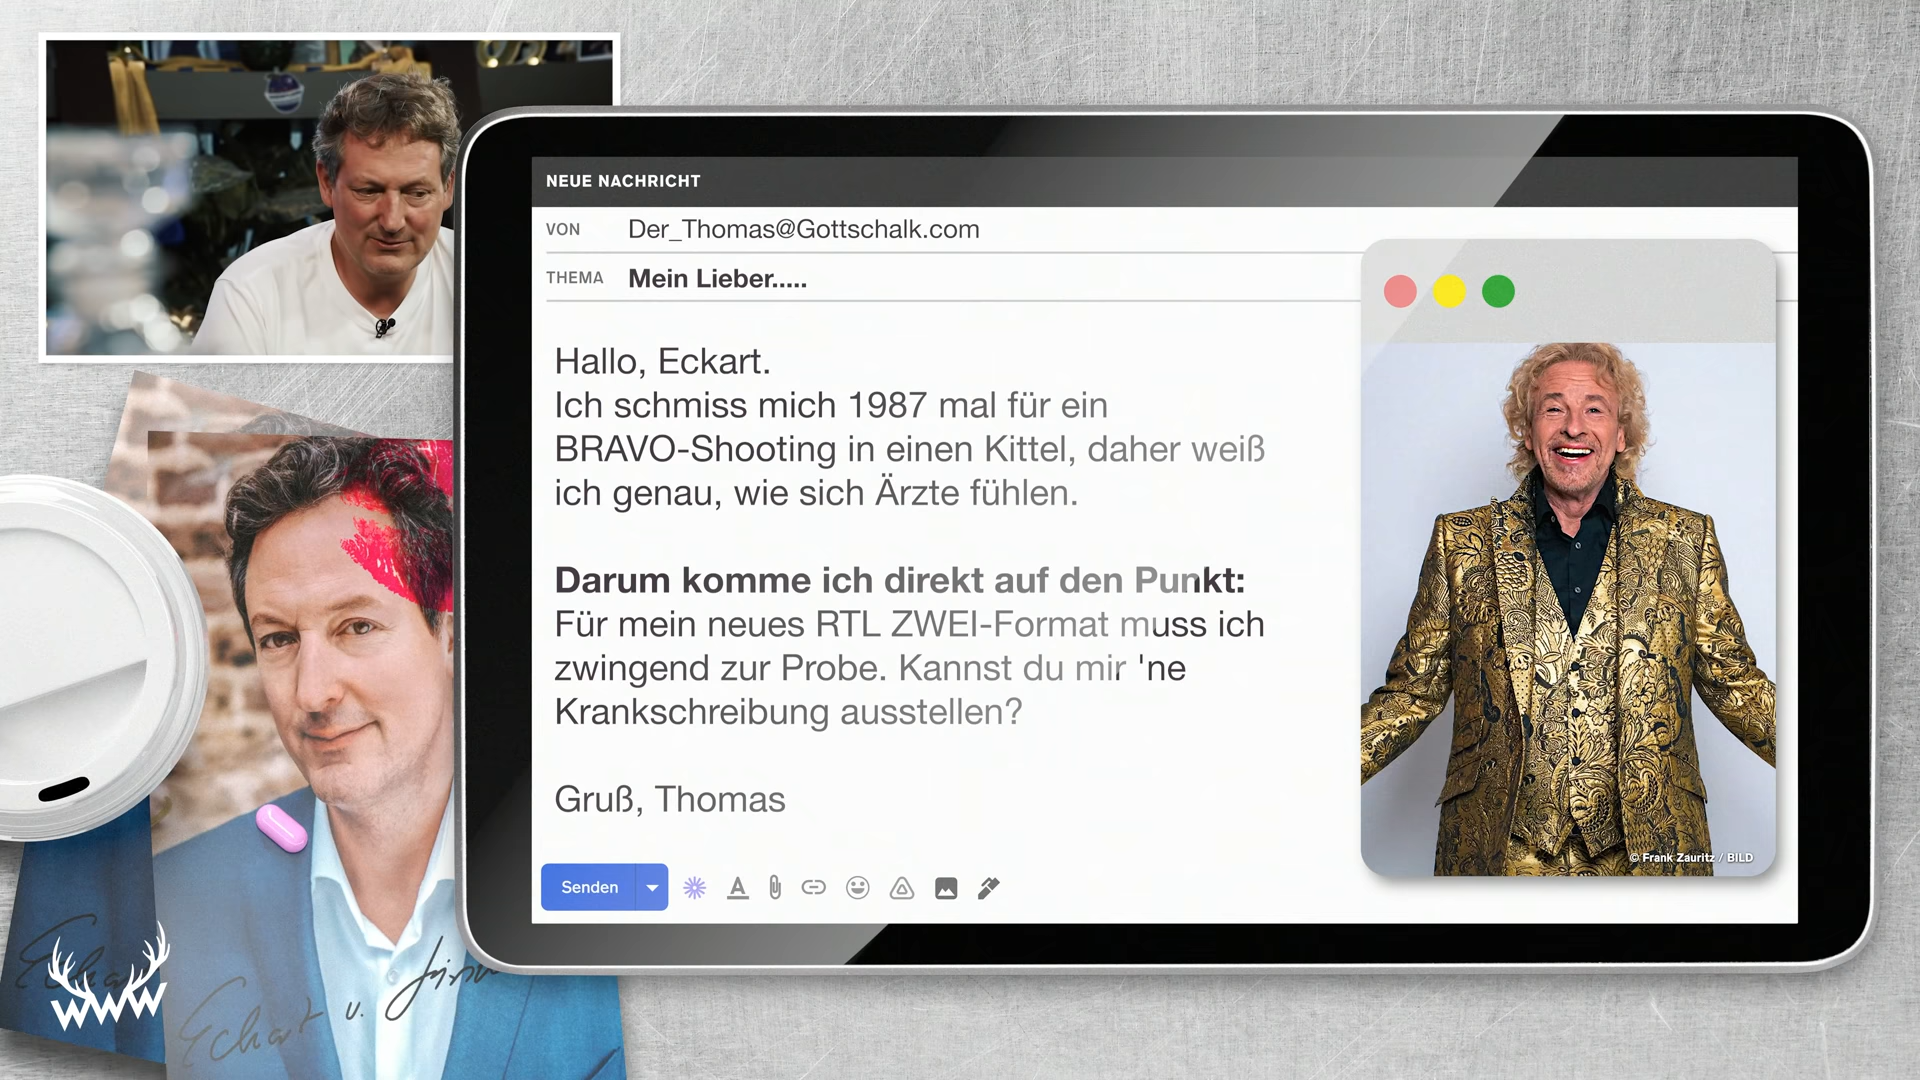 NEUE NACHRICHT
VON Der_Thomas@Gottschalk.com
THEMA Mein Lieber.....
Hallo, Eckart.
Ich schmiss mich 1987 mal für ein
BRAVO-Shooting in einen Kittel, daher weiß
ich genau, wie sich Ärzte fühlen.
Darum komme ich direkt auf den Punkt:
Für mein neues RTL ZWEI-Format muss ich
zwingend zur Probe. Kannst du mir 'ne
Krankschreibung ausstellen?
Gruß, Thomas
© Frank Zauritz / BILD
Senden
Eckart v.
WWW